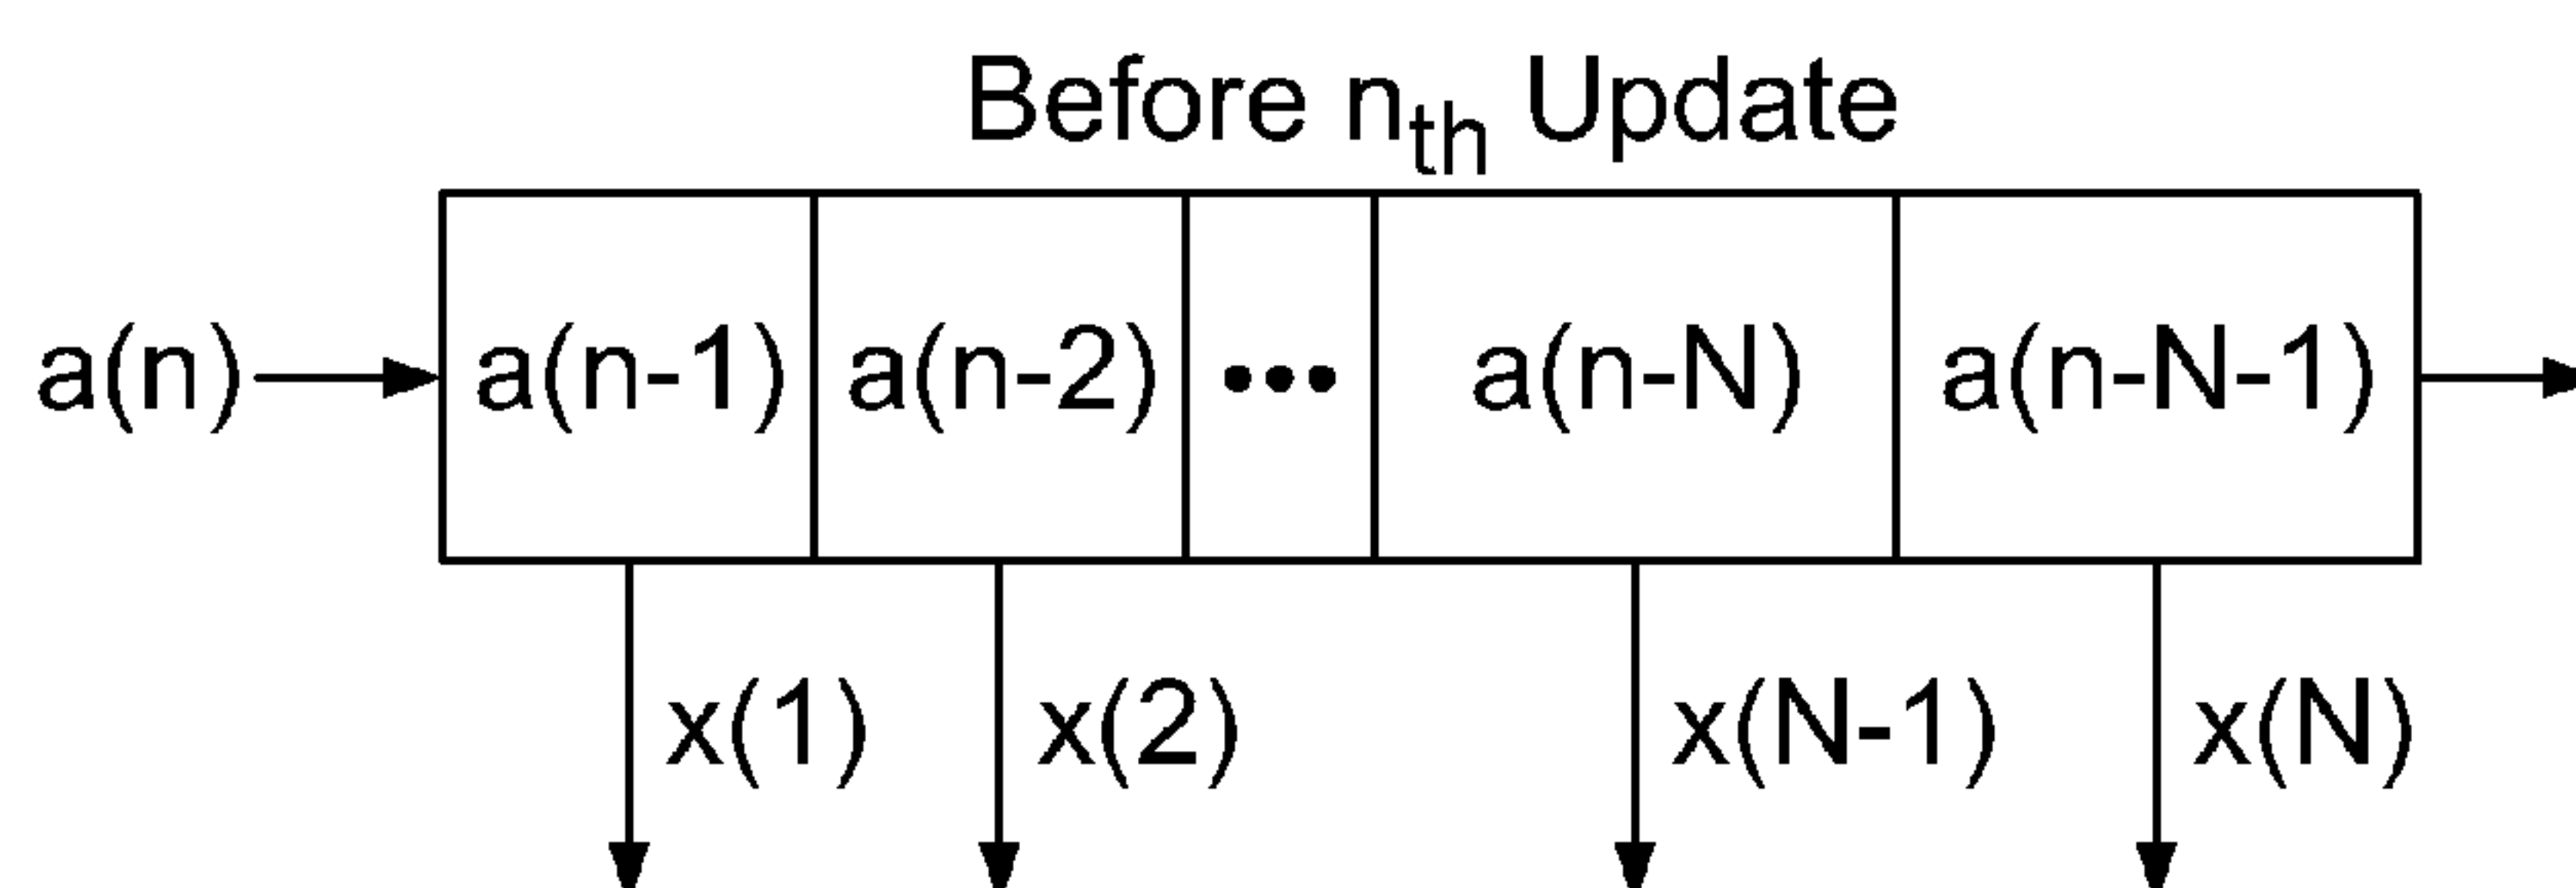 Before nth Update
a(n) a(n-1) a(n-2) ••• a(n-N) a(n-N-1)
x(1) x(2) x(N-1) x(N)